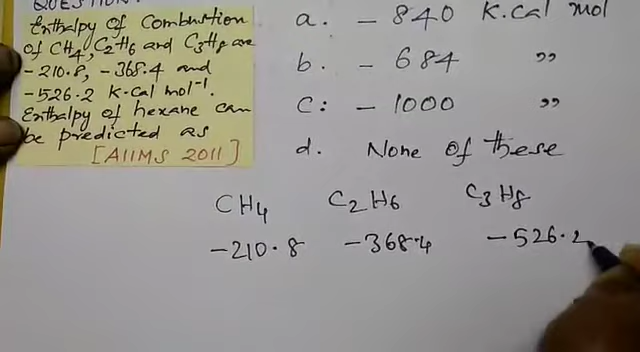 QUESTION:
Enthalpy of Combustion
of CH4, C2H6 and C3H8 are
-210.8, -368.4 and
-526.2 K.Cal mol-1.
Enthalpy of hexane can
be predicted as
[AIIMS 2011]
a. - 840 K.Cal mol
b. - 684 ”
C: - 1000 ”
d. None of these
CH4 C2H6 C3H8
-210.8 -368.4 -526.2